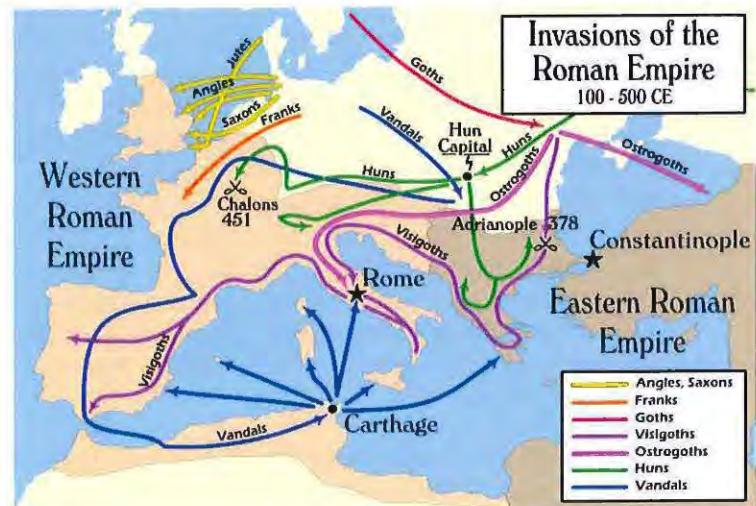 Invasions of the
Roman Empire
100 - 500 CE
Jutes
Angles
Saxons
Franks
Goths
Vandals
Hun
Capital
Huns
Ostrogoths
Ostrogoths
Huns
Western
Roman
Empire
Chalons
451
Adrianople 378
Visigoths
Constantinople
Rome
Eastern Roman
Empire
Visigoths
Carthage
Vandals
Angles, Saxons
Franks
Goths
Visigoths
Ostrogoths
Huns
Vandals